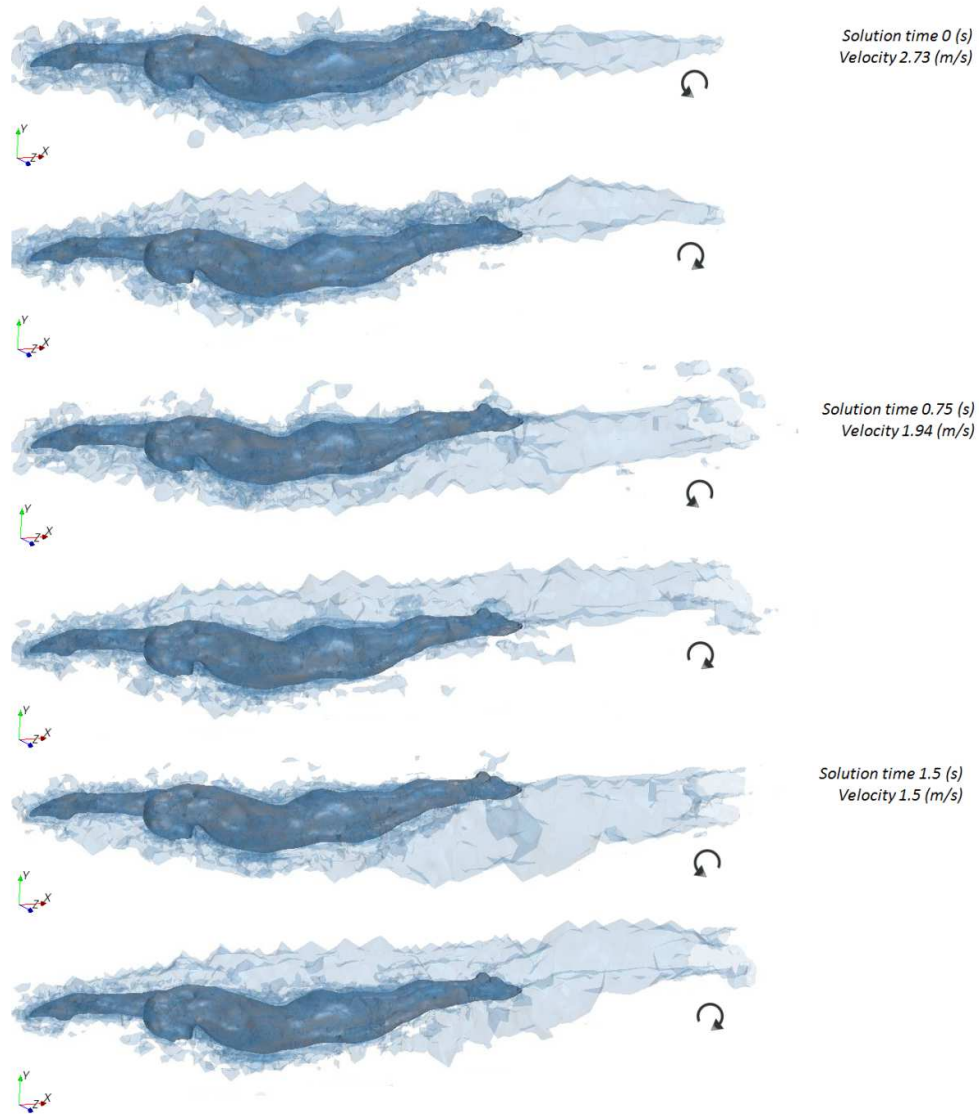 Solution time 0 (s)
Velocity 2.73 (m/s)
Y
Z X
Y
Z X
Solution time 0.75 (s)
Velocity 1.94 (m/s)
Y
Z X
Y
Z X
Solution time 1.5 (s)
Velocity 1.5 (m/s)
Y
Z X
Y
Z X